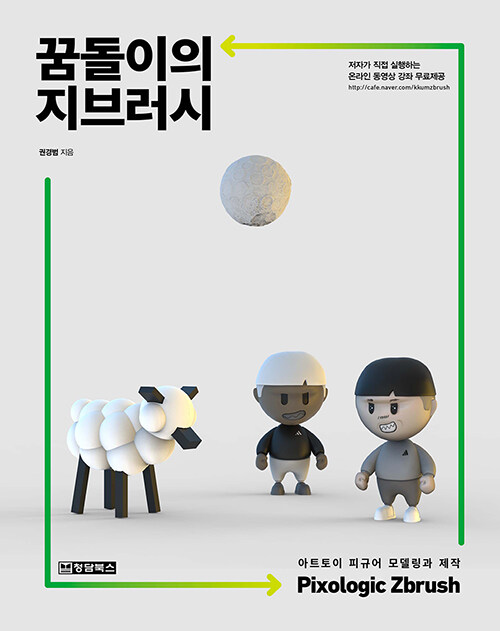 꿈돌이의
지브러시
저자가 직접 실행하는
온라인 동영상 강좌 무료제공
http://cafe.naver.com/kkumzbrush
권경범 지음
아트토이 피규어 모델링과 제작
청담북스
Pixologic Zbrush